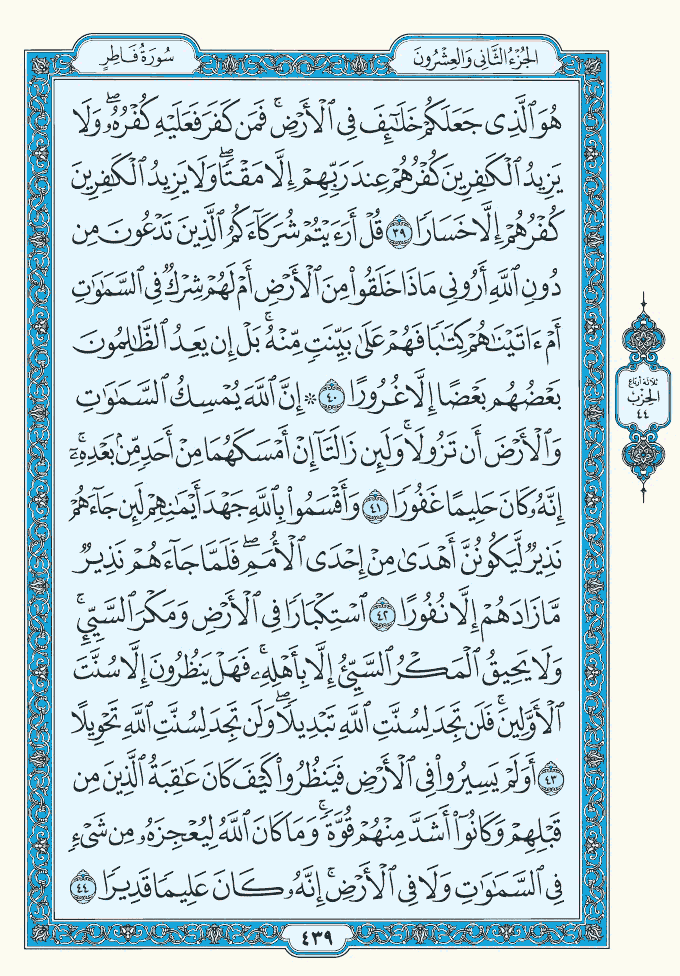 سُورَةُ فَاطِرٍ
الجُزْءُ الثَّانِي وَالعِشْرُونَ
هُوَ ٱلَّذِى جَعَلَكُمْ خَلَٰٓئِفَ فِى ٱلْأَرْضِ ۚ فَمَن كَفَرَ فَعَلَيْهِ كُفْرُهُۥ ۖ وَلَا
يَزِيدُ ٱلْكَٰفِرِينَ كُفْرُهُمْ عِندَ رَبِّهِمْ إِلَّا مَقْتًا ۖ وَلَا يَزِيدُ ٱلْكَٰفِرِينَ
كُفْرُهُمْ إِلَّا خَسَارًا ٣٩ قُلْ أَرَءَيْتُمْ شُرَكَآءَكُمُ ٱلَّذِينَ تَدْعُونَ مِن
دُونِ ٱللَّهِ أَرُونِى مَاذَا خَلَقُوا۟ مِنَ ٱلْأَرْضِ أَمْ لَهُمْ شِرْكٌ فِى ٱلسَّمَٰوَٰتِ
أَمْ ءَاتَيْنَٰهُمْ كِتَٰبًا فَهُمْ عَلَىٰ بَيِّنَتٍ مِّنْهُ ۚ بَلْ إِن يَعِدُ ٱلظَّٰلِمُونَ
بَعْضُهُم بَعْضًا إِلَّا غُرُورًا ٤٠ ۞ إِنَّ ٱللَّهَ يُمْسِكُ ٱلسَّمَٰوَٰتِ
وَٱلْأَرْضَ أَن تَزُولَا ۚ وَلَئِن زَالَتَآ إِنْ أَمْسَكَهُمَا مِنْ أَحَدٍ مِّنۢ بَعْدِهِۦٓ ۚ
إِنَّهُۥ كَانَ حَلِيمًا غَفُورًا ٤١ وَأَقْسَمُوا۟ بِٱللَّهِ جَهْدَ أَيْمَٰنِهِمْ لَئِن جَآءَهُمْ
نَذِيرٌ لَّيَكُونُنَّ أَهْدَىٰ مِنْ إِحْدَى ٱلْأُمَمِ ۖ فَلَمَّا جَآءَهُمْ نَذِيرٌ
مَّا زَادَهُمْ إِلَّا نُفُورًا ٤٢ ٱسْتِكْبَارًا فِى ٱلْأَرْضِ وَمَكْرَ ٱلسَّيِّئِ ۚ
وَلَا يَحِيقُ ٱلْمَكْرُ ٱلسَّيِّئُ إِلَّا بِأَهْلِهِۦ ۚ فَهَلْ يَنظُرُونَ إِلَّا سُنَّتَ
ٱلْأَوَّلِينَ ۚ فَلَن تَجِدَ لِسُنَّتِ ٱللَّهِ تَبْدِيلًا ۖ وَلَن تَجِدَ لِسُنَّتِ ٱللَّهِ تَحْوِيلًا
٤٣ أَوَلَمْ يَسِيرُوا۟ فِى ٱلْأَرْضِ فَيَنظُرُوا۟ كَيْفَ كَانَ عَٰقِبَةُ ٱلَّذِينَ مِن
قَبْلِهِمْ وَكَانُوٓا۟ أَشَدَّ مِنْهُمْ قُوَّةً ۚ وَمَا كَانَ ٱللَّهُ لِيُعْجِزَهُۥ مِن شَىْءٍ
فِى ٱلسَّمَٰوَٰتِ وَلَا فِى ٱلْأَرْضِ ۚ إِنَّهُۥ كَانَ عَلِيمًا قَدِيرًا ٤٤
ثلاثة أرباع
الحزب
٤٤
٤٣٩